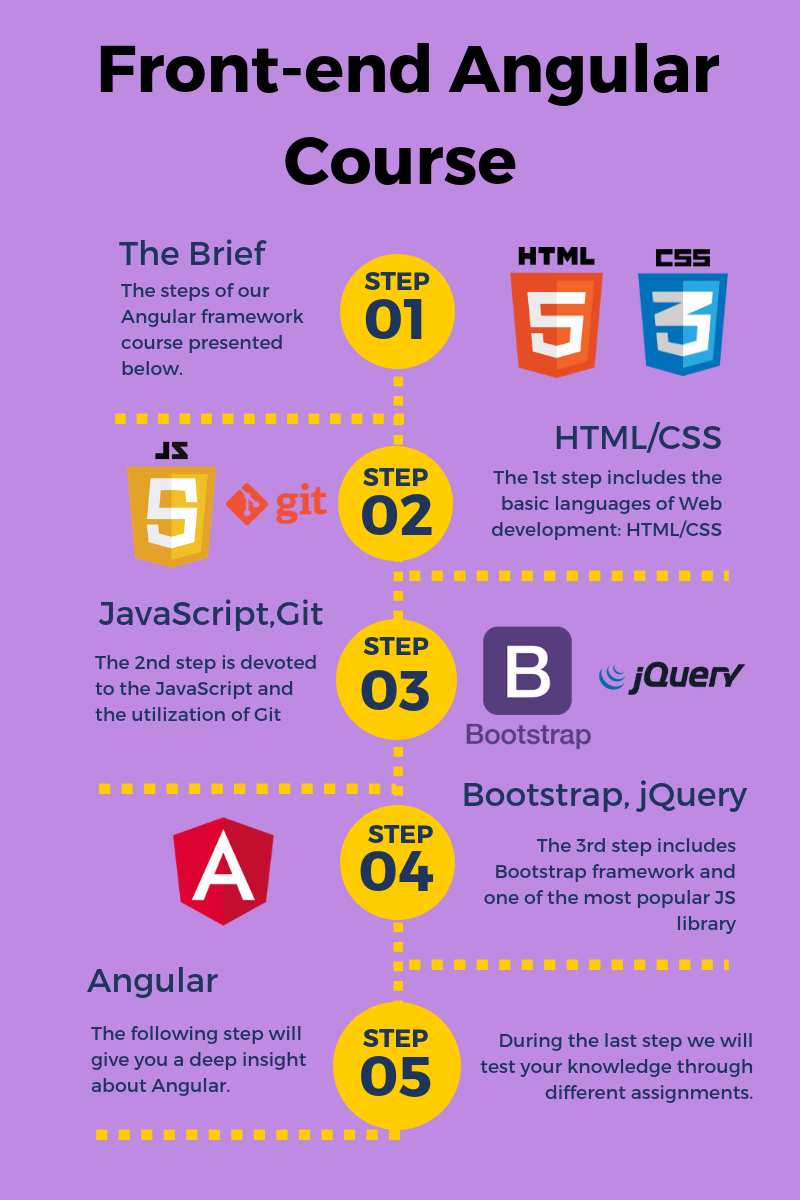 Front-end Angular
Course
The Brief
The steps of our
Angular framework
course presented
below.
STEP
01
HTML
5
CSS
3
HTML/CSS
The 1st step includes the
basic languages of Web
development: HTML/CSS
JS
git
STEP
02
JavaScript,Git
The 2nd step is devoted
to the JavaScript and
the utilization of Git
STEP
03
B
Bootstrap
jQuery
Bootstrap, jQuery
The 3rd step includes
Bootstrap framework and
one of the most popular JS
library
A
STEP
04
Angular
The following step will
give you a deep insight
about Angular.
STEP
05
During the last step we will
test your knowledge through
different assignments.